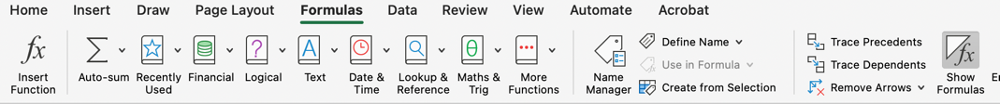 Home Insert Draw Page Layout Formulas Data Review View Automate Acrobat
fx
Insert
Function
Auto-sum
Recently
Used
Financial
Logical
Text
Date &
Time
Lookup &
Reference
Maths &
Trig
More
Functions
Name
Manager
Define Name
Use in Formula
Create from Selection
Trace Precedents
Trace Dependents
Remove Arrows
fx
Show
Formulas